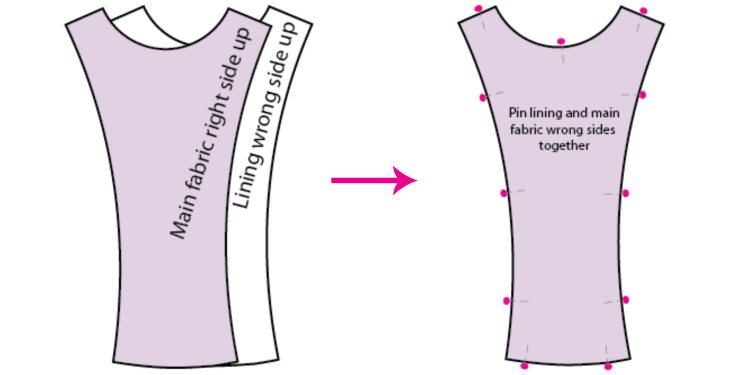 Main fabric right side up
Lining wrong side up
Pin lining and main
fabric wrong sides
together